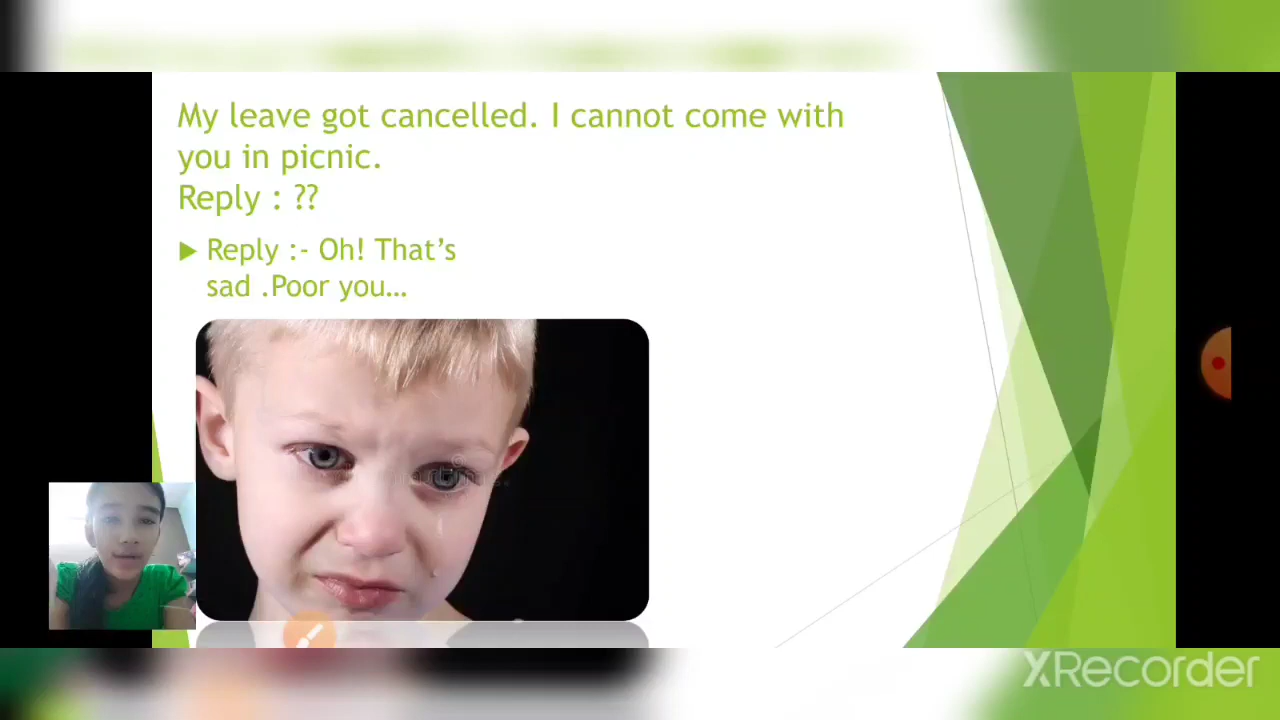 My leave got cancelled. I cannot come with
you in picnic.
Reply : ??
Reply :- Oh! That's
sad .Poor you...
XRecorder